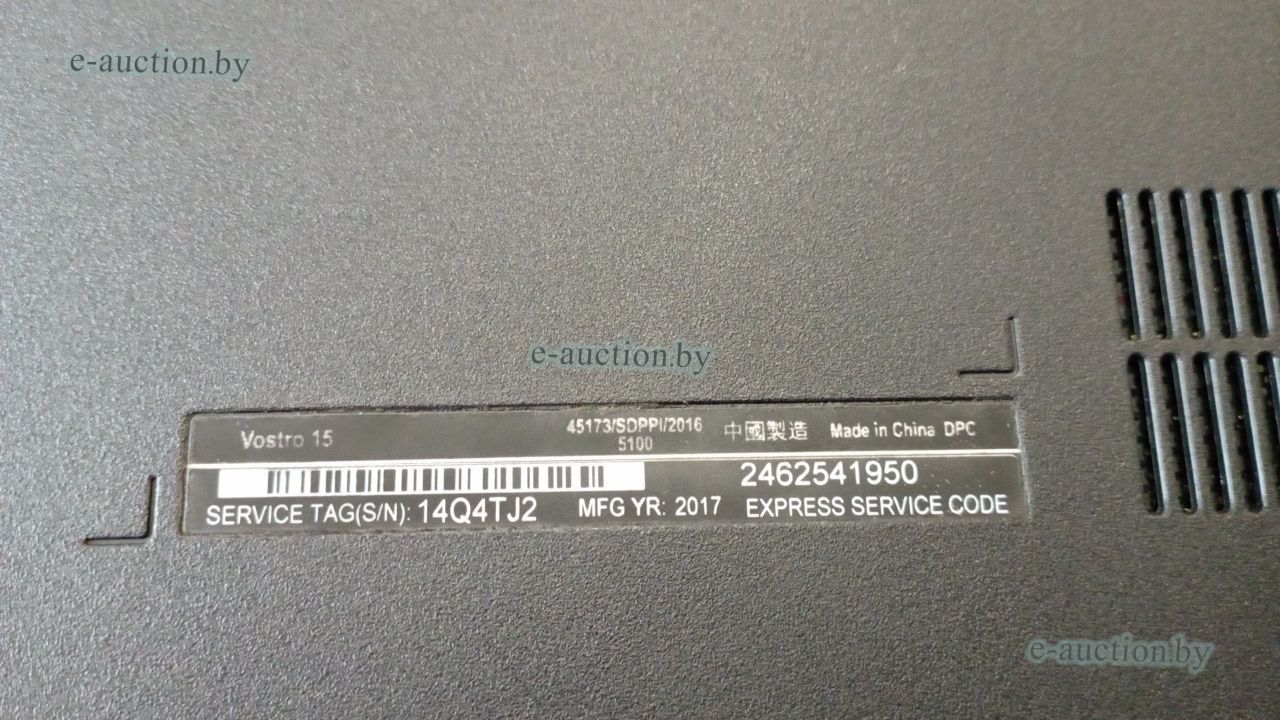 e-auction.by
e-auction.by
Vostro 15
45173/SDPPI/2016
5100
中國製造
Made in China DPC
2462541950
SERVICE TAG(S/N): 14Q4TJ2
MFG YR: 2017
EXPRESS SERVICE CODE
e-auction.by